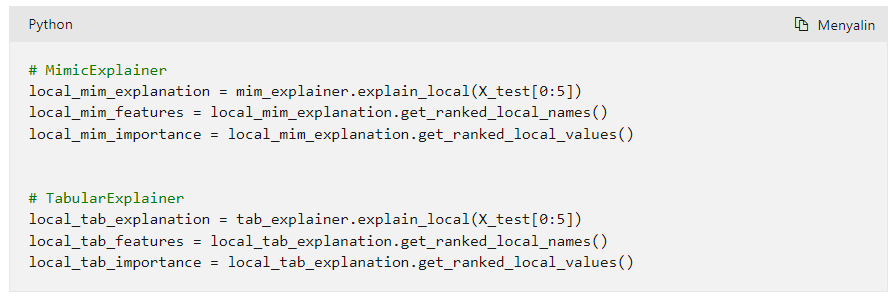 Python
Menyalin
# MimicExplainer
local_mim_explanation = mim_explainer.explain_local(X_test[0:5])
local_mim_features = local_mim_explanation.get_ranked_local_names()
local_mim_importance = local_mim_explanation.get_ranked_local_values()
# TabularExplainer
local_tab_explanation = tab_explainer.explain_local(X_test[0:5])
local_tab_features = local_tab_explanation.get_ranked_local_names()
local_tab_importance = local_tab_explanation.get_ranked_local_values()